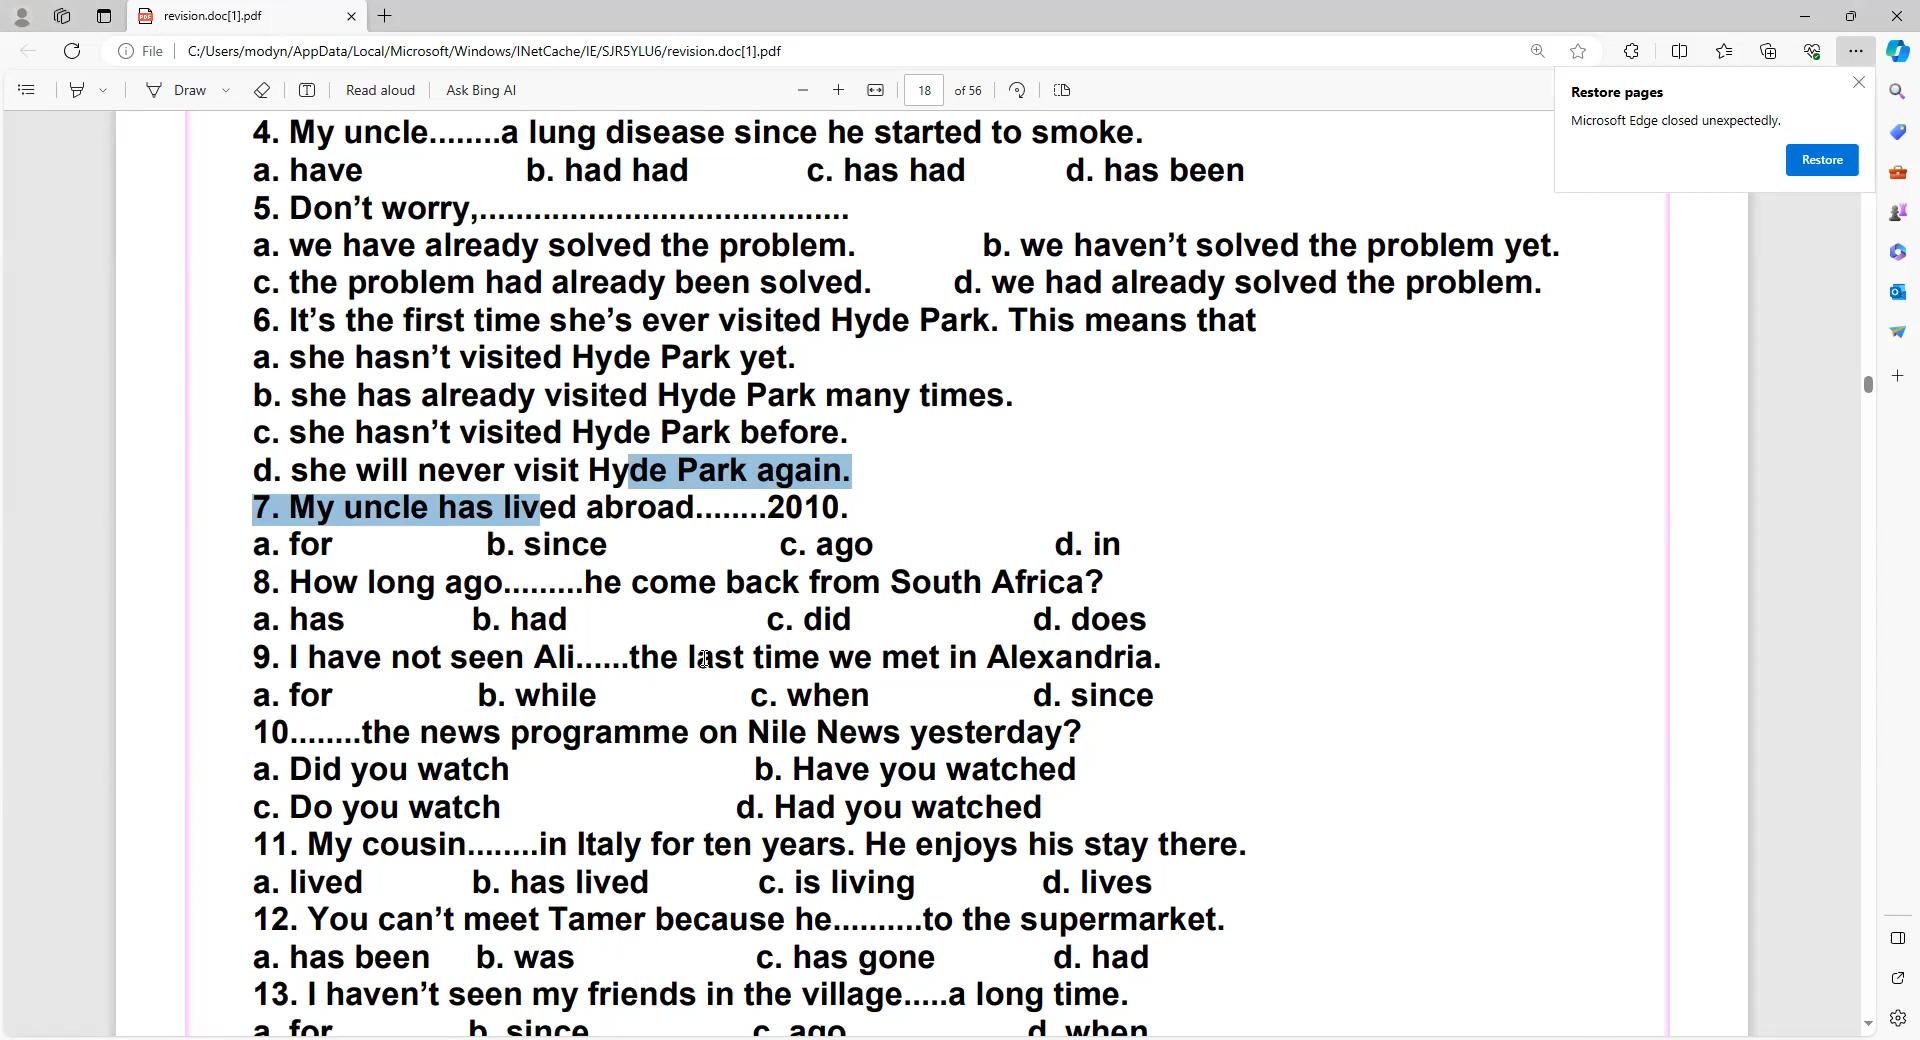 revision.doc[1].pdf
File
C:/Users/modyn/AppData/Local/Microsoft/Windows/INetCache/IE/SJR5YLU6/revision.doc[1].pdf
Draw
Read aloud
Ask Bing AI
18 of 56
Restore pages
Microsoft Edge closed unexpectedly.
Restore
4. My uncle........a lung disease since he started to smoke.
a. have b. had had c. has had d. has been
5. Don’t worry,.........................................
a. we have already solved the problem. b. we haven’t solved the problem yet.
c. the problem had already been solved. d. we had already solved the problem.
6. It’s the first time she’s ever visited Hyde Park. This means that
a. she hasn’t visited Hyde Park yet.
b. she has already visited Hyde Park many times.
c. she hasn’t visited Hyde Park before.
d. she will never visit Hyde Park again.
7. My uncle has lived abroad........2010.
a. for b. since c. ago d. in
8. How long ago.........he come back from South Africa?
a. has b. had c. did d. does
9. I have not seen Ali......the last time we met in Alexandria.
a. for b. while c. when d. since
10........the news programme on Nile News yesterday?
a. Did you watch b. Have you watched
c. Do you watch d. Had you watched
11. My cousin........in Italy for ten years. He enjoys his stay there.
a. lived b. has lived c. is living d. lives
12. You can’t meet Tamer because he..........to the supermarket.
a. has been b. was c. has gone d. had
13. I haven’t seen my friends in the village.....a long time.
a. for b. since c. ago d. when